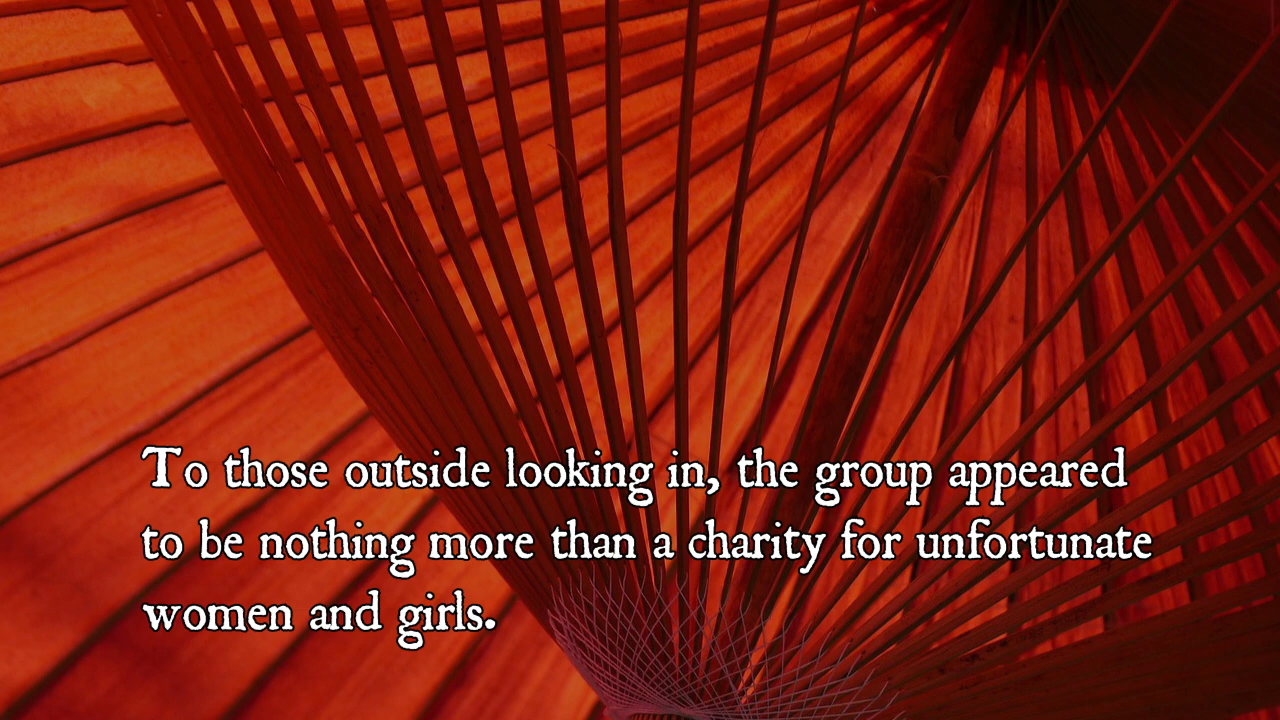 To those outside looking in, the group appeared
to be nothing more than a charity for unfortunate
women and girls.